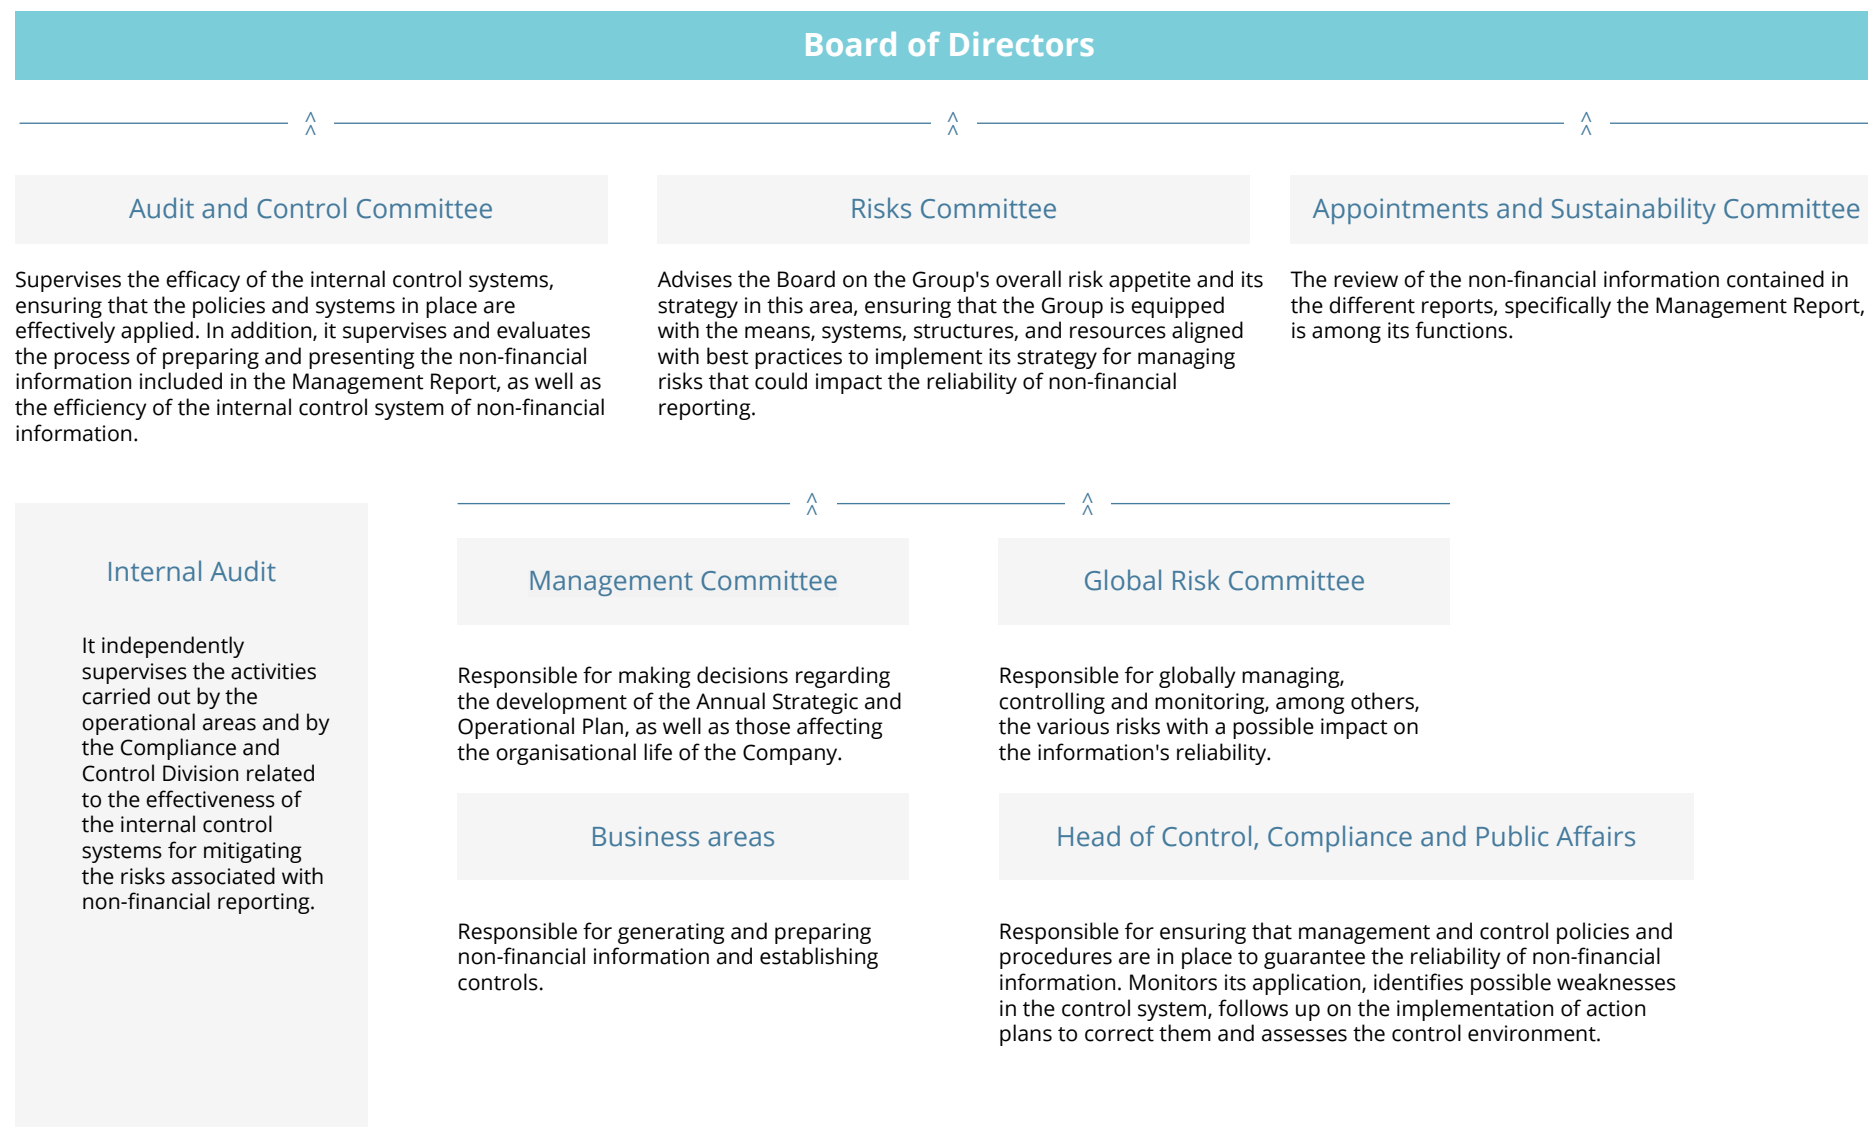 Board of Directors
Audit and Control Committee
Supervises the efficacy of the internal control systems,
ensuring that the policies and systems in place are
effectively applied. In addition, it supervises and evaluates
the process of preparing and presenting the non-financial
information included in the Management Report, as well as
the efficiency of the internal control system of non-financial
information.
Risks Committee
Advises the Board on the Group's overall risk appetite and its
strategy in this area, ensuring that the Group is equipped
with the means, systems, structures, and resources aligned
with best practices to implement its strategy for managing
risks that could impact the reliability of non-financial
reporting.
Appointments and Sustainability Committee
The review of the non-financial information contained in
the different reports, specifically the Management Report,
is among its functions.
Internal Audit
It independently
supervises the activities
carried out by the
operational areas and by
the Compliance and
Control Division related
to the effectiveness of
the internal control
systems for mitigating
the risks associated with
non-financial reporting.
Management Committee
Responsible for making decisions regarding
the development of the Annual Strategic and
Operational Plan, as well as those affecting
the organisational life of the Company.
Global Risk Committee
Responsible for globally managing,
controlling and monitoring, among others,
the various risks with a possible impact on
the information's reliability.
Business areas
Responsible for generating and preparing
non-financial information and establishing
controls.
Head of Control, Compliance and Public Affairs
Responsible for ensuring that management and control policies and
procedures are in place to guarantee the reliability of non-financial
information. Monitors its application, identifies possible weaknesses
in the control system, follows up on the implementation of action
plans to correct them and assesses the control environment.